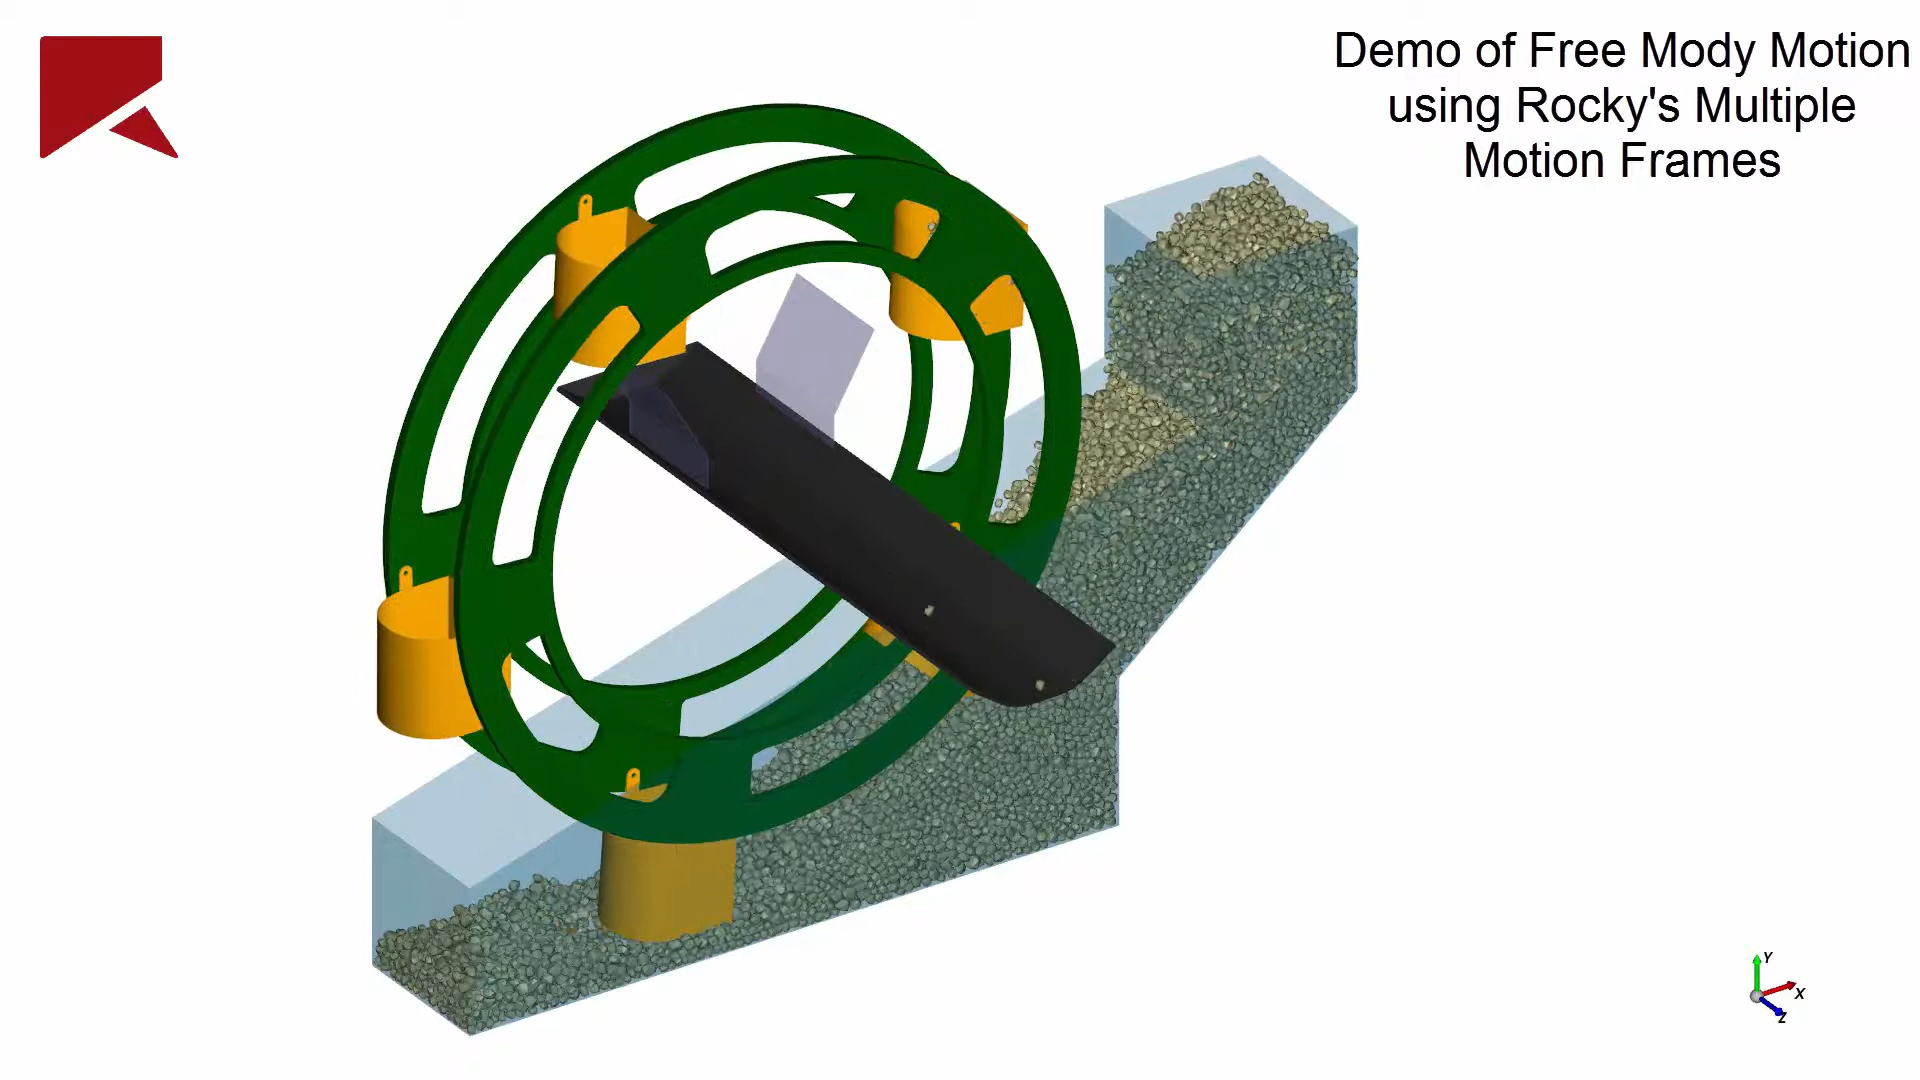 Demo of Free Mody Motion
using Rocky's Multiple
Motion Frames
Y
X
Z